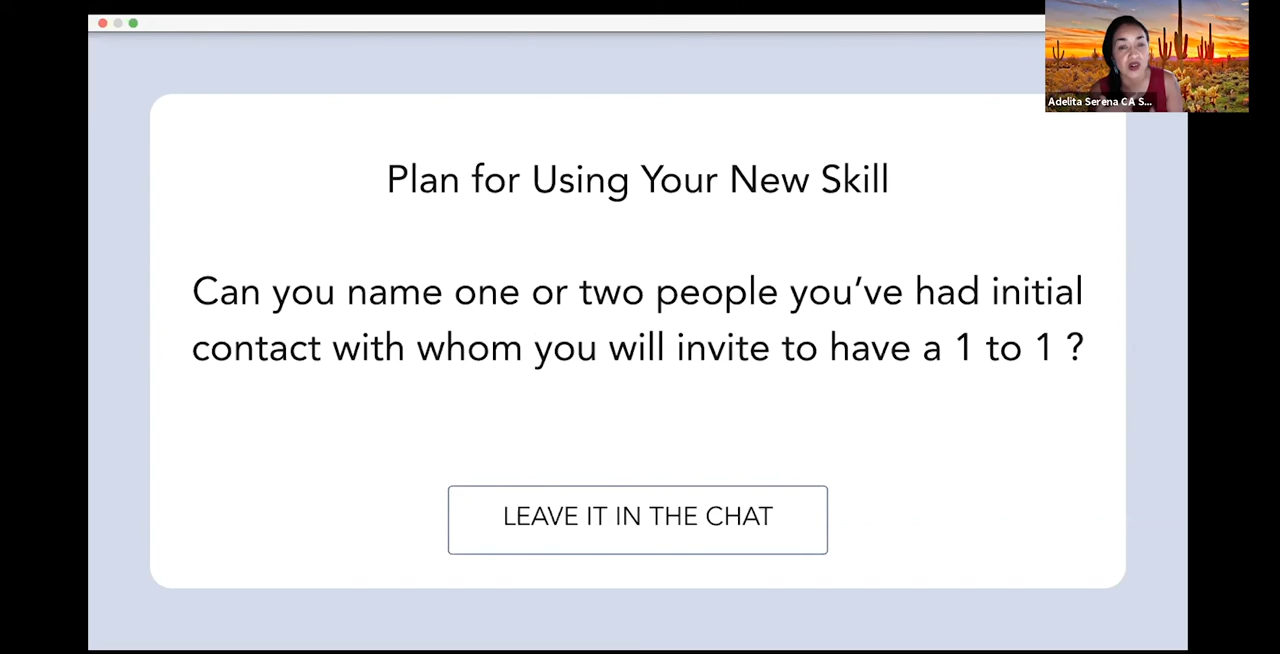 Adelita Serena CA S...
Plan for Using Your New Skill
Can you name one or two people you’ve had initial
contact with whom you will invite to have a 1 to 1 ?
LEAVE IT IN THE CHAT